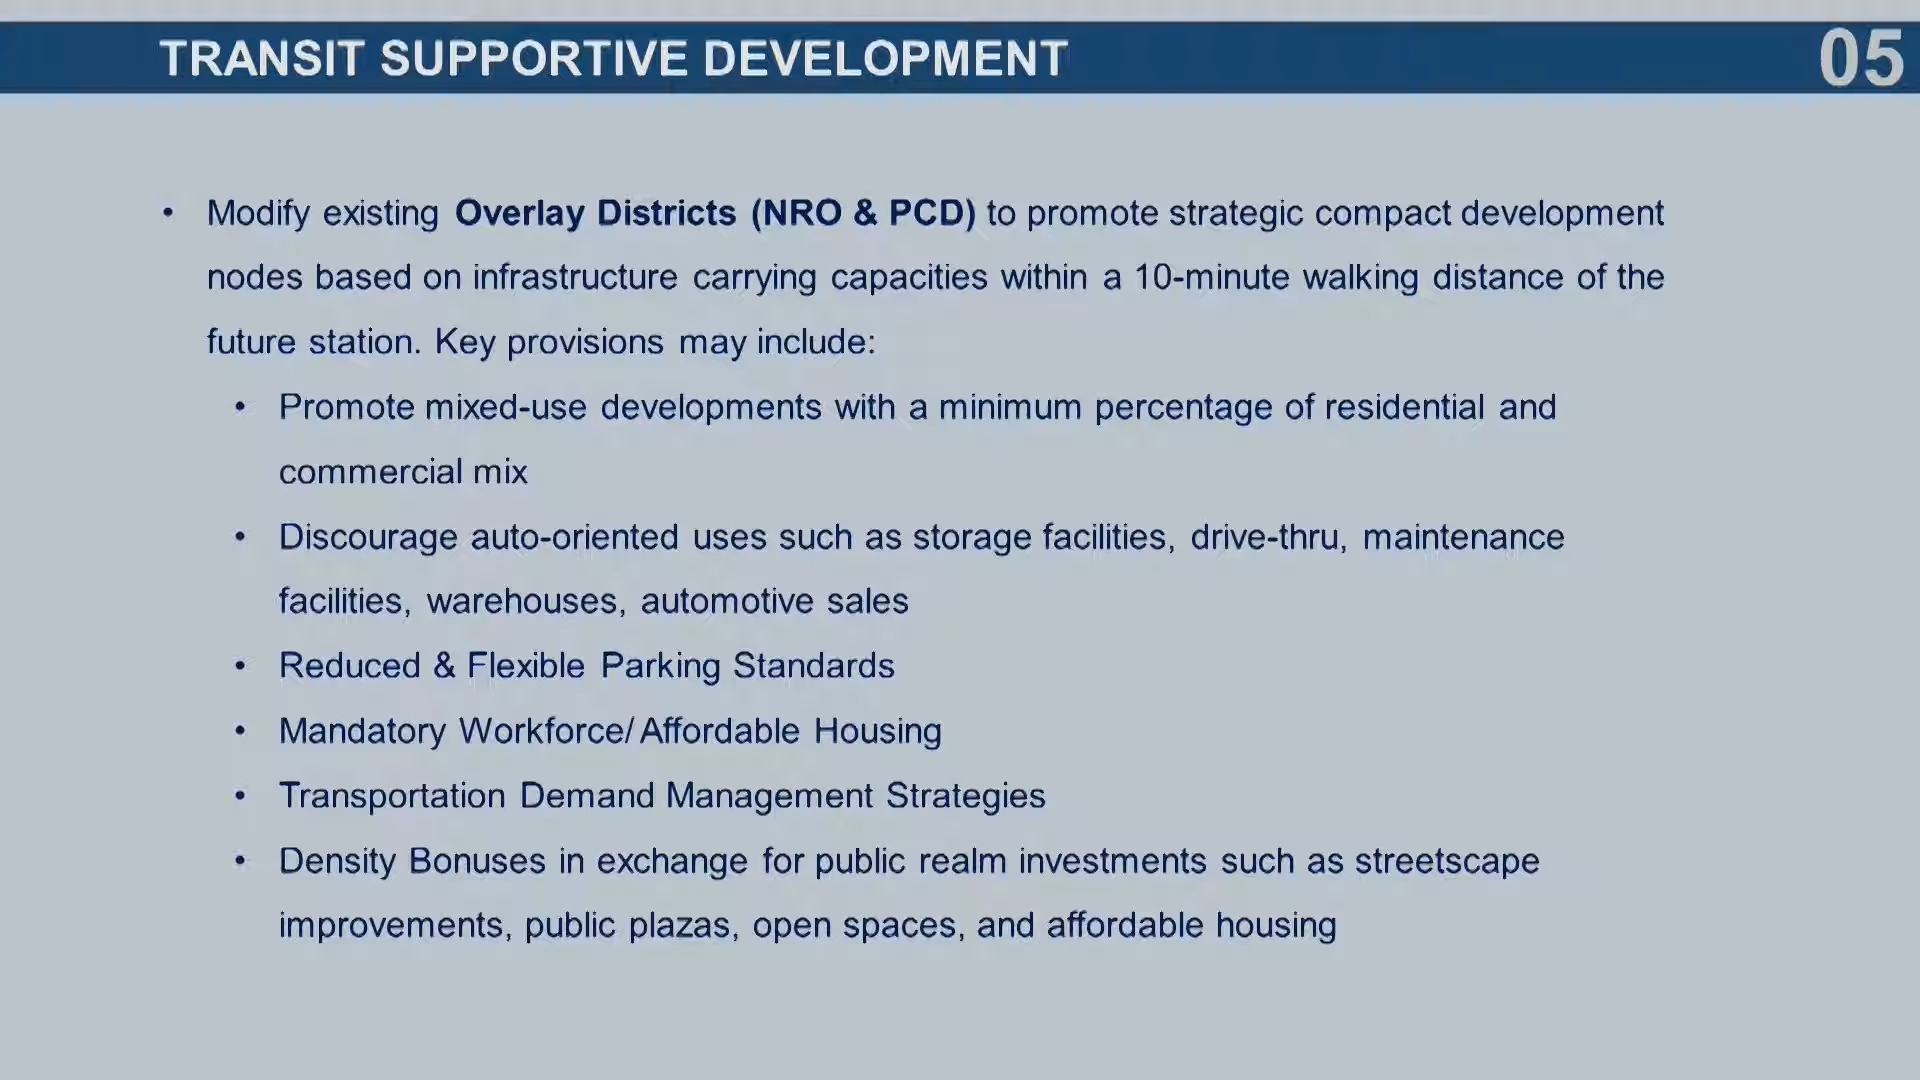 TRANSIT SUPPORTIVE DEVELOPMENT
05
• Modify existing Overlay Districts (NRO & PCD) to promote strategic compact development
nodes based on infrastructure carrying capacities within a 10-minute walking distance of the
future station. Key provisions may include:
• Promote mixed-use developments with a minimum percentage of residential and
commercial mix
• Discourage auto-oriented uses such as storage facilities, drive-thru, maintenance
facilities, warehouses, automotive sales
• Reduced & Flexible Parking Standards
• Mandatory Workforce/ Affordable Housing
• Transportation Demand Management Strategies
• Density Bonuses in exchange for public realm investments such as streetscape
improvements, public plazas, open spaces, and affordable housing